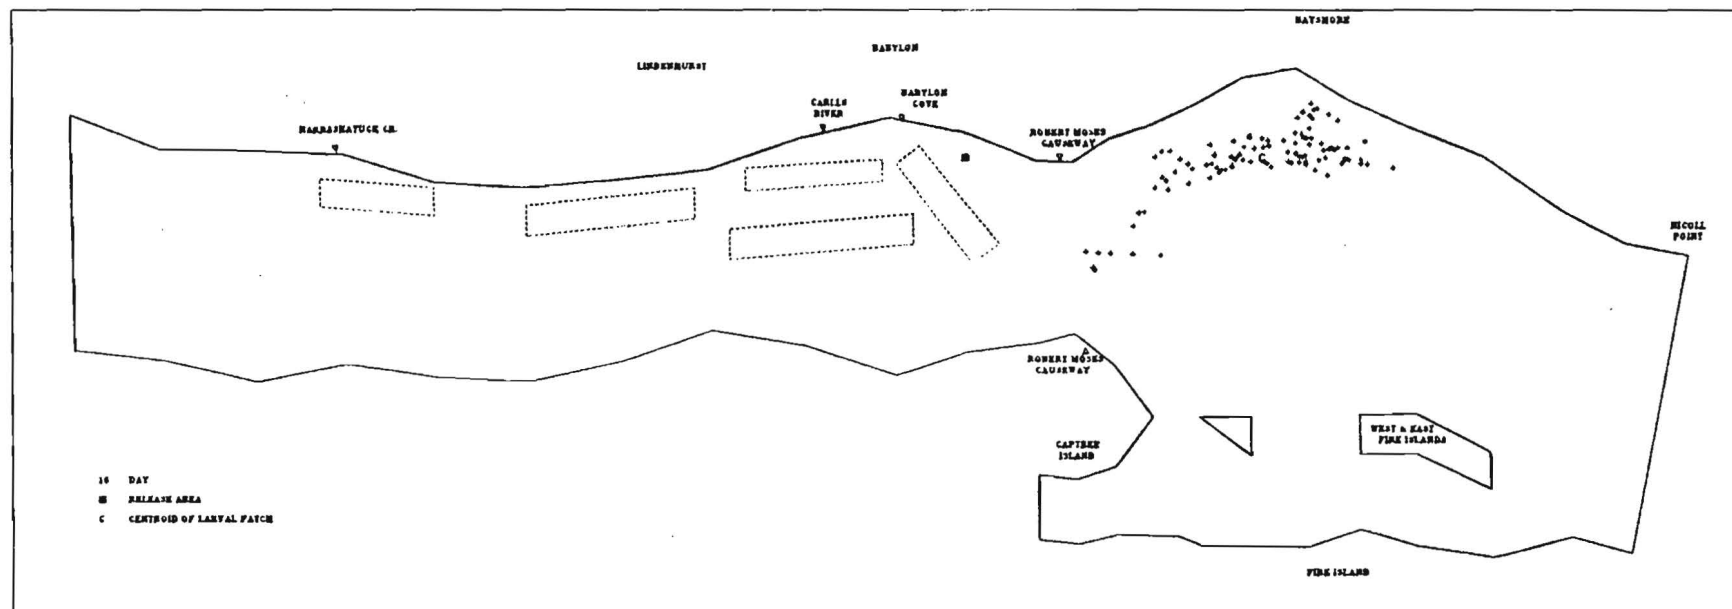 BAYSHORE
BABYLON
LINDENHURST
BABYLON
COVE
CARLLS
RIVER
NARRASKATUCK CR.
ROBERT MOSES
CAUSEWAY
C
NICOLL
POINT
ROBERT MOSES
CAUSEWAY
CAPTREE
ISLAND
WEST & EAST
FIRE ISLANDS
16 DAY
RELEASE AREA
C CENTROID OF LARVAL PATCH
FIRE ISLAND